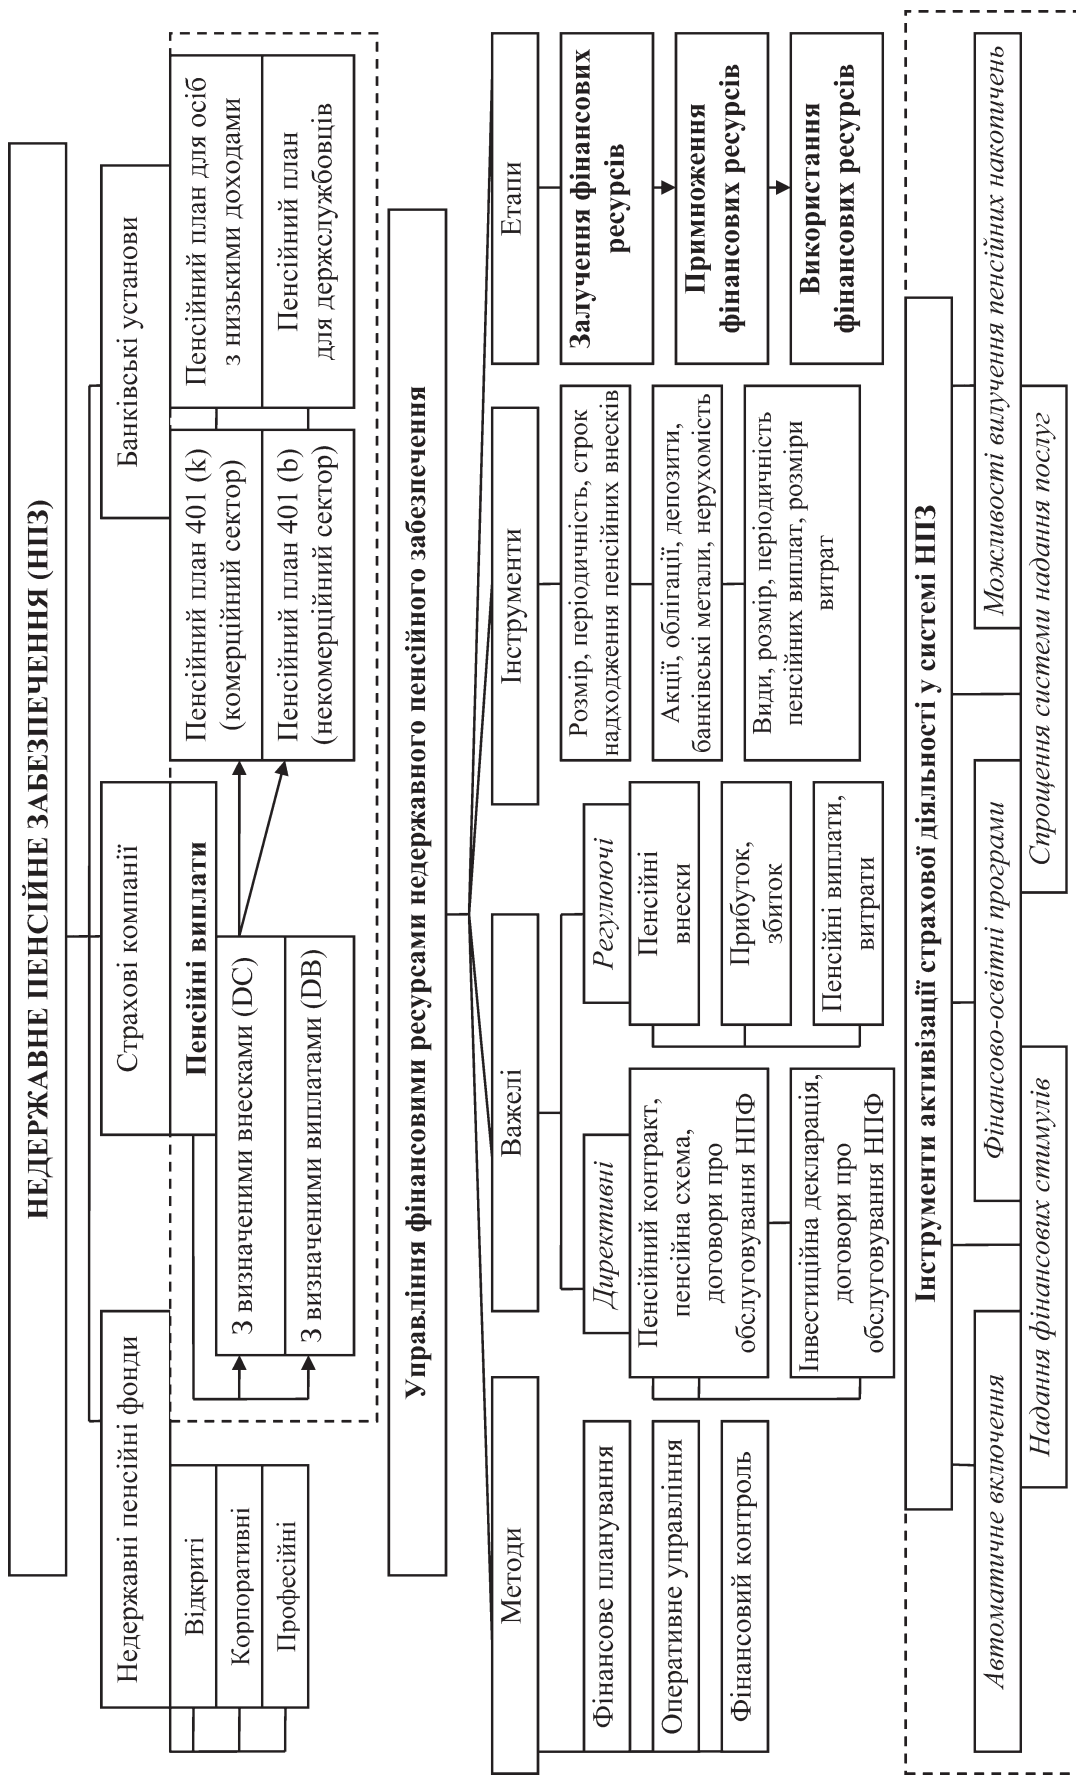 НЕДЕРЖАВНЕ ПЕНСІЙНЕ ЗАБЕЗПЕЧЕННЯ (НПЗ)
Недержавні пенсійні фонди
Страхові компанії
Банківські установи
Відкриті
Корпоративні
Професійні
Пенсійні виплати
З визначеними внесками (DC)
З визначеними виплатами (DB)
Пенсійний план 401 (k)
(комерційний сектор)
Пенсійний план 401 (b)
(некомерційний сектор)
Пенсійний план для осіб
з низькими доходами
Пенсійний план
для держслужбовців
Управління фінансовими ресурсами недержавного пенсійного забезпечення
Методи
Важелі
Інструменти
Етапи
Фінансове планування
Оперативне управління
Фінансовий контроль
Директивні
Пенсійний контракт,
пенсійна схема,
договори про
обслуговування НПФ
Інвестиційна декларація,
договори про
обслуговування НПФ
Регулюючі
Пенсійні
внески
Прибуток,
збиток
Пенсійні виплати,
витрати
Розмір, періодичність, строк
надходження пенсійних внесків
Акції, облігації, депозити,
банківські метали, нерухомість
Види, розмір, періодичність
пенсійних виплат, розміри
витрат
Залучення фінансових
ресурсів
Примноження
фінансових ресурсів
Використання
фінансових ресурсів
Інструменти активізації страхової діяльності у системі НПЗ
Автоматичне включення
Фінансово-освітні програми
Можливості вилучення пенсійних накопичень
Надання фінансових стимулів
Спрощення системи надання послуг